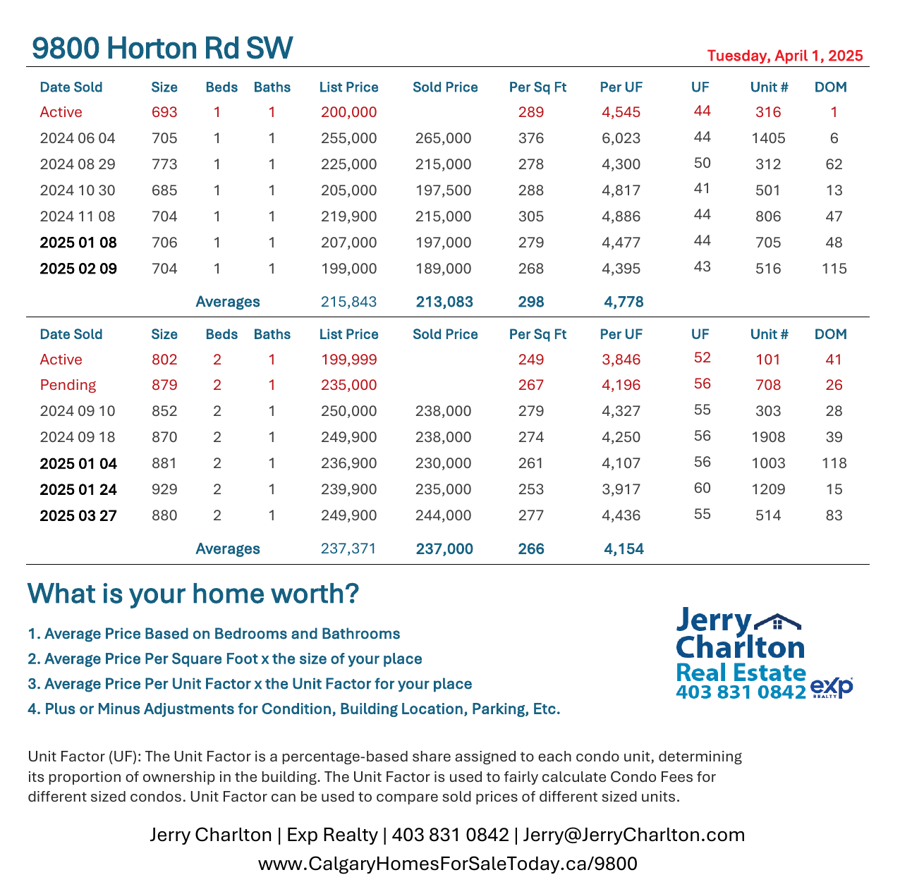 9800 Horton Rd SW
Tuesday, April 1, 2025
Date Sold Size Beds Baths List Price Sold Price Per Sq Ft Per UF UF Unit # DOM
Active 693 1 1 200,000 289 4,545 44 316 1
2024 06 04 705 1 1 255,000 265,000 376 6,023 44 1405 6
2024 08 29 773 1 1 225,000 215,000 278 4,300 50 312 62
2024 10 30 685 1 1 205,000 197,500 288 4,817 41 501 13
2024 11 08 704 1 1 219,900 215,000 305 4,886 44 806 47
2025 01 08 706 1 1 207,000 197,000 279 4,477 44 705 48
2025 02 09 704 1 1 199,000 189,000 268 4,395 43 516 115
Averages 215,843 213,083 298 4,778
Date Sold Size Beds Baths List Price Sold Price Per Sq Ft Per UF UF Unit # DOM
Active 802 2 1 199,999 249 3,846 52 101 41
Pending 879 2 1 235,000 267 4,196 56 708 26
2024 09 10 852 2 1 250,000 238,000 279 4,327 55 303 28
2024 09 18 870 2 1 249,900 238,000 274 4,250 56 1908 39
2025 01 04 881 2 1 236,900 230,000 261 4,107 56 1003 118
2025 01 24 929 2 1 239,900 235,000 253 3,917 60 1209 15
2025 03 27 880 2 1 249,900 244,000 277 4,436 55 514 83
Averages 237,371 237,000 266 4,154
What is your home worth?
1. Average Price Based on Bedrooms and Bathrooms
2. Average Price Per Square Foot x the size of your place
3. Average Price Per Unit Factor x the Unit Factor for your place
4. Plus or Minus Adjustments for Condition, Building Location, Parking, Etc.
Jerry
Charlton
Real Estate
403 831 0842
exp
REALTY
Unit Factor (UF): The Unit Factor is a percentage-based share assigned to each condo unit, determining
its proportion of ownership in the building. The Unit Factor is used to fairly calculate Condo Fees for
different sized condos. Unit Factor can be used to compare sold prices of different sized units.
Jerry Charlton | Exp Realty | 403 831 0842 | Jerry@JerryCharlton.com
www.CalgaryHomesForSaleToday.ca/9800